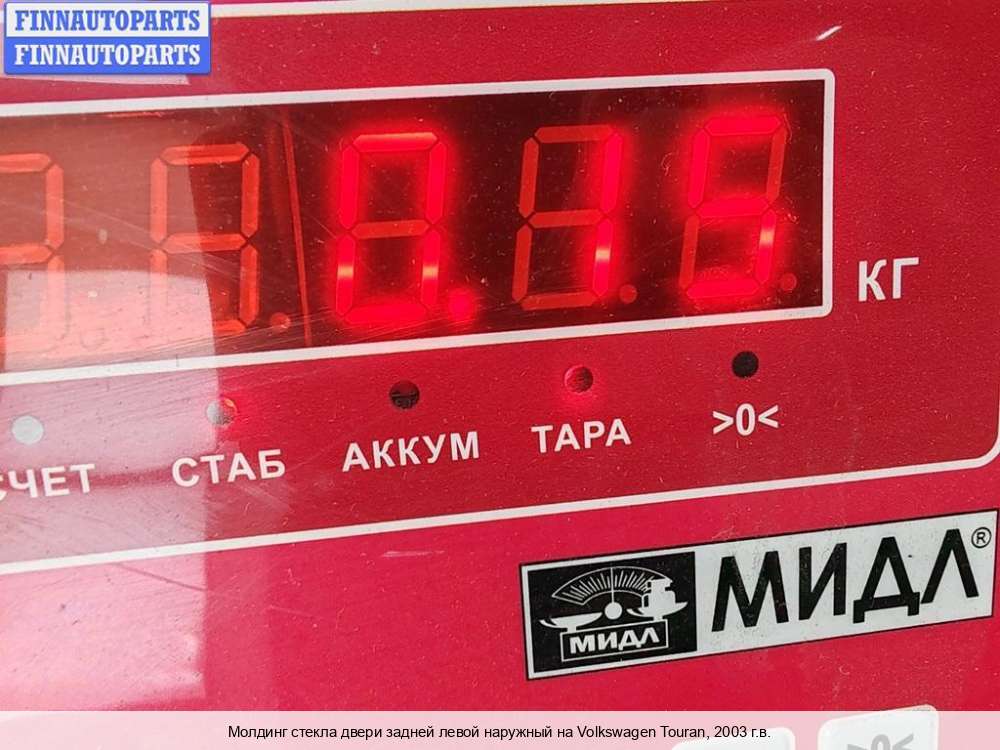 FINNAUTOPARTS
FINNAUTOPARTS
0.15
КГ
СЧЕТ
СТАБ
АККУМ
ТАРА
>0<
МИДЛ
МИДЛ®
Молдинг стекла двери задней левой наружный на Volkswagen Touran, 2003 г.в.